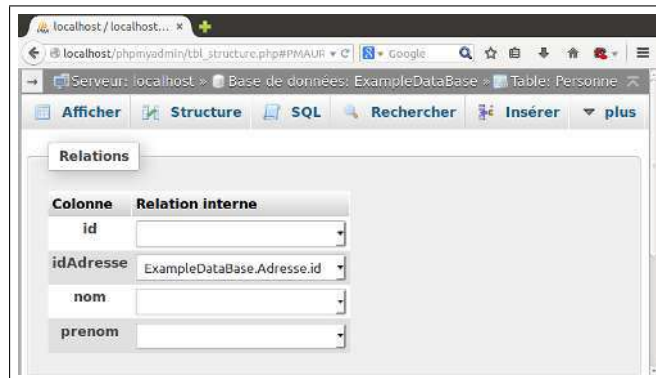 localhost / local
localhost... ×
localhost/phpmyadmin/tbl_structure.php#PMAUR
Google
Serveur: localhost » Base de données: ExampleDataBase » Table: Personne
Afficher Structure SQL Rechercher Insérer plus
Relations
Colonne Relation interne
id
idAdresse ExampleDataBase.Adresse.id
nom
prenom